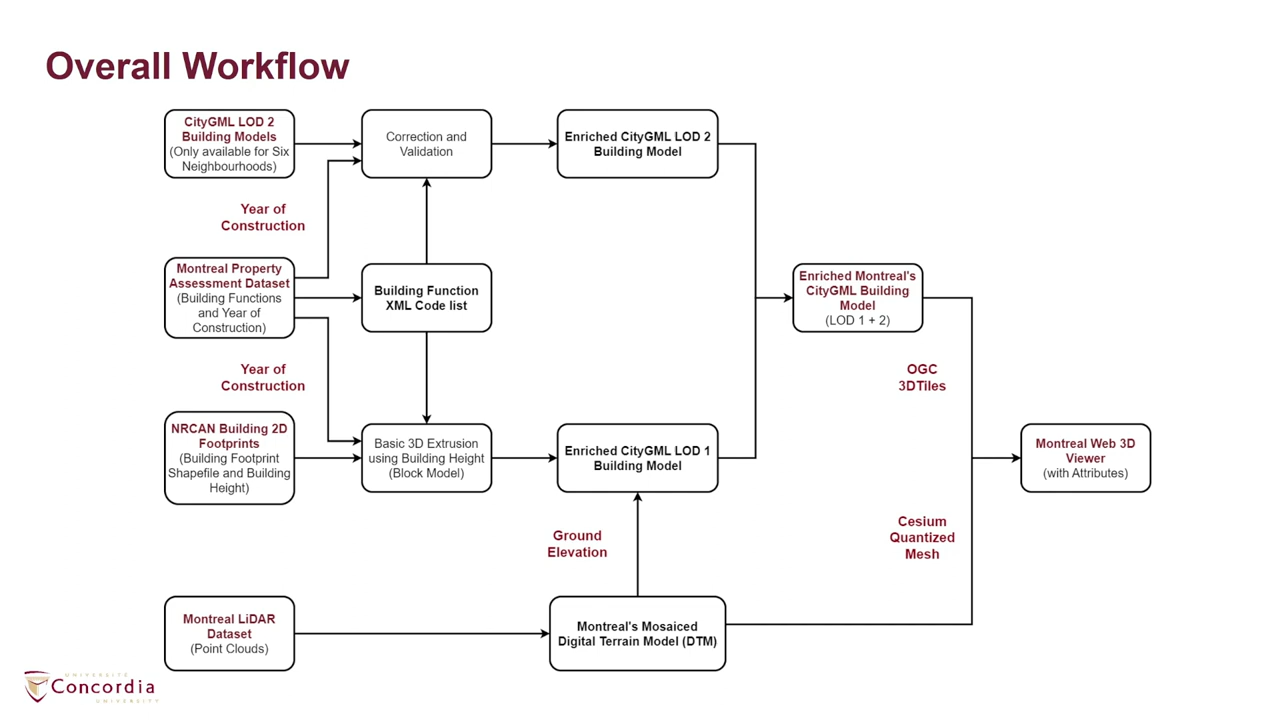 Overall Workflow
CityGML LOD 2
Building Models
(Only available for Six
Neighbourhoods)
Correction and
Validation
Enriched CityGML LOD 2
Building Model
Year of
Construction
Montreal Property
Assessment Dataset
(Building Functions
and Year of
Construction)
Building Function
XML Code list
Enriched Montreal's
CityGML Building
Model
(LOD 1 + 2)
Year of
Construction
OGC
3DTiles
NRCAN Building 2D
Footprints
(Building Footprint
Shapefile and Building
Height)
Basic 3D Extrusion
using Building Height
(Block Model)
Enriched CityGML LOD 1
Building Model
Montreal Web 3D
Viewer
(with Attributes)
Ground
Elevation
Cesium
Quantized
Mesh
Montreal LiDAR
Dataset
(Point Clouds)
Montreal's Mosaiced
Digital Terrain Model (DTM)
UNIVERSITÉ
Concordia
UNIVERSITY